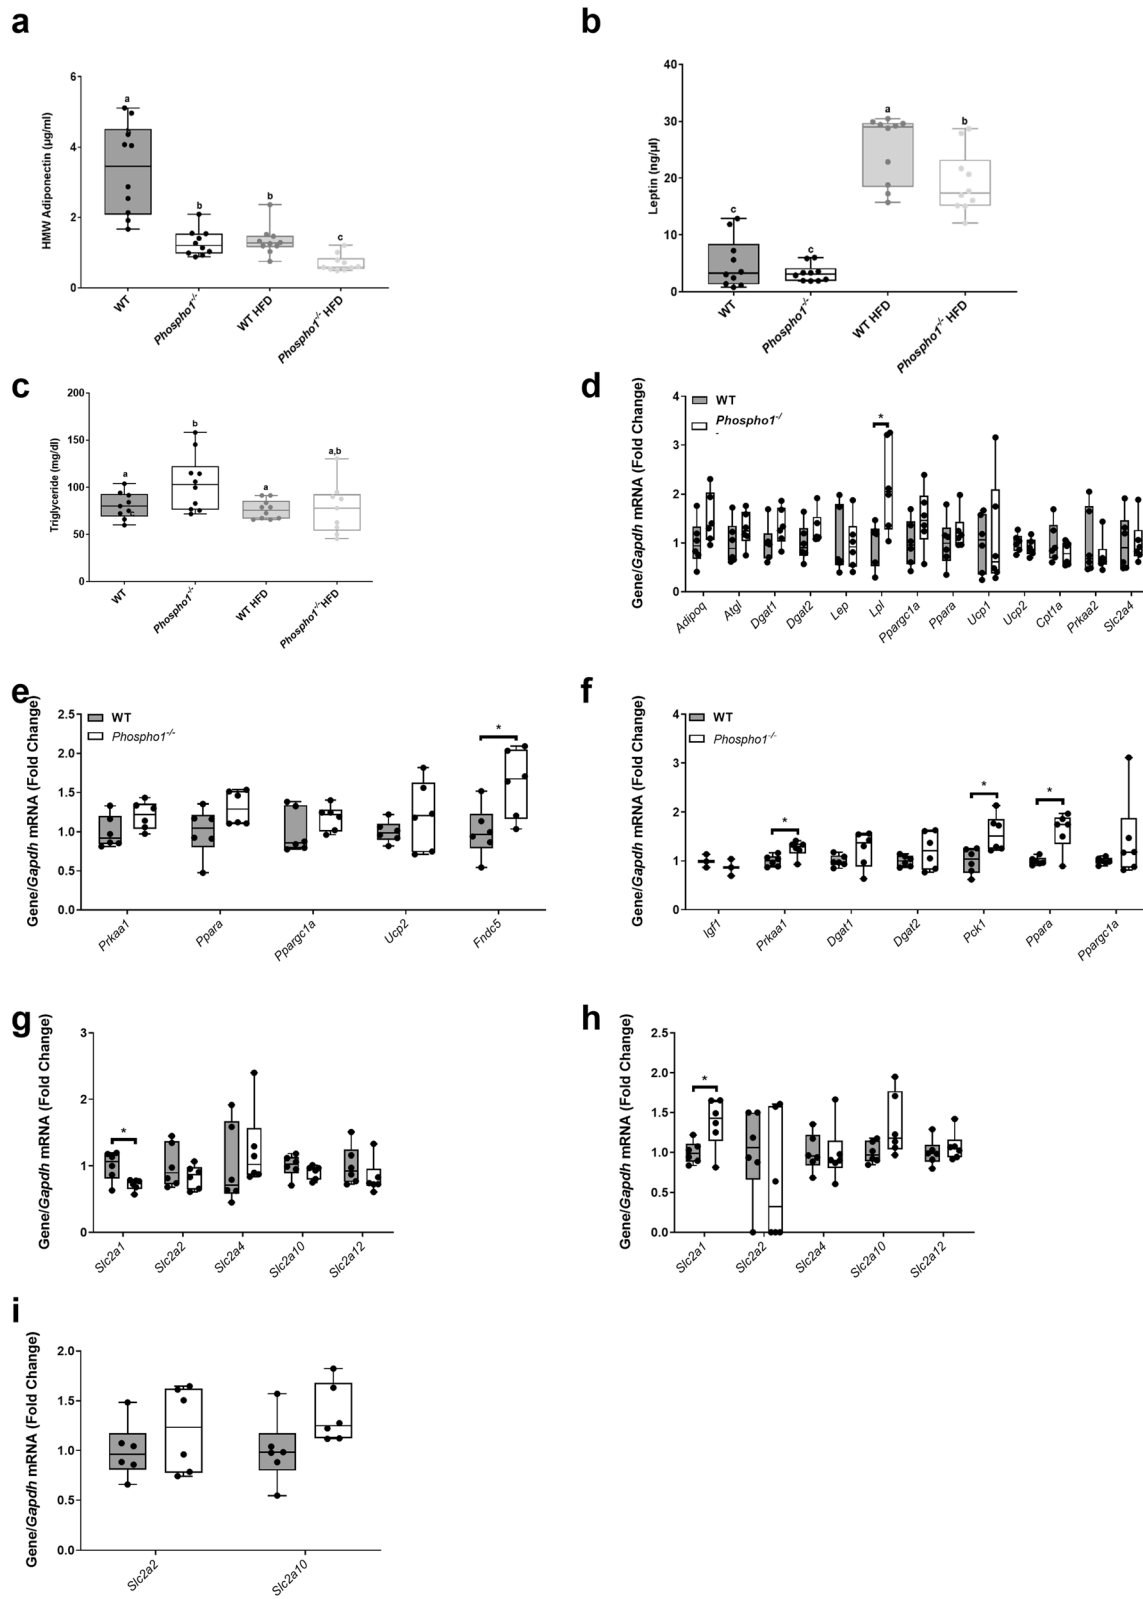 a
HMW Adiponectin (µg/ml)
6
4
2
0
a
b
b
c
WT
Phospho1-/-
WT HFD
Phospho1-/- HFD
b
Leptin (ng/µl)
40
30
20
10
0
c
c
a
b
WT
Phospho1-/-
WT HFD
Phospho1-/- HFD
c
Triglyceride (mg/dl)
200
150
100
50
0
a
b
a
a,b
WT
Phospho1-/-
WT HFD
Phospho1-/-HFD
d
Gene/Gapdh mRNA (Fold Change)
4
3
2
1
0
WT
Phospho1-/
-
*
Adipoq
Atgl
Dgat1
Dgat2
Lep
Lpl
Ppargc1a
Ppara
Ucp1
Ucp2
Cpt1a
Prkaa2
Slc2a4
e
Gene/Gapdh mRNA (Fold Change)
2.5
2.0
1.5
1.0
0.5
0.0
WT
Phospho1-/-
*
Prkaa1
Ppara
Ppargc1a
Ucp2
Fndc5
f
Gene/Gapdh mRNA (Fold Change)
4
3
2
1
0
WT
Phospho1-/-
*
*
*
Igf1
Prkaa1
Dgat1
Dgat2
Pck1
Ppara
Ppargc1a
g
Gene/Gapdh mRNA (Fold Change)
3
2
1
0
*
Slc2a1
Slc2a2
Slc2a4
Slc2a10
Slc2a12
h
Gene/Gapdh mRNA (Fold Change)
2.5
2.0
1.5
1.0
0.5
0.0
*
Slc2a1
Slc2a2
Slc2a4
Slc2a10
Slc2a12
i
Gene/Gapdh mRNA (Fold Change)
2.0
1.5
1.0
0.5
0.0
Slc2a2
Slc2a10